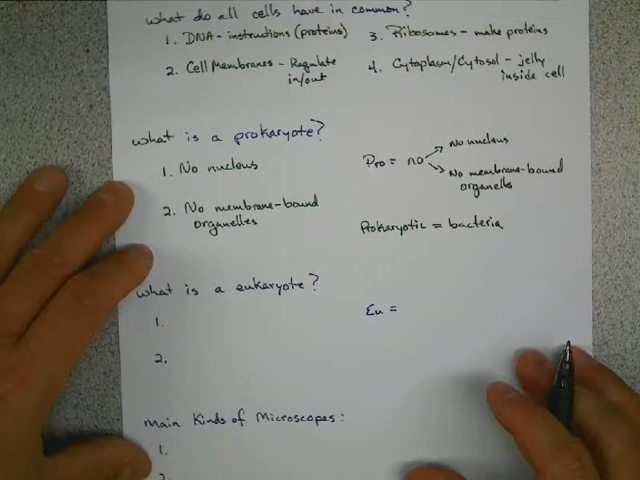 What do all cells have in common?
1. DNA - instructions (proteins)
3. Ribosomes - make proteins
2. Cell Membranes - Regulate
in/out
4. Cytoplasm/Cytosol - jelly
inside cell
What is a prokaryote?
1. No nucleus
2. No membrane-bound
organelles
Pro = no
No nucleus
No membrane-bound
organells
Prokaryotic = bacteria
What is a eukaryote?
1.
2.
Eu =
Main Kinds of Microscopes:
1.
2.